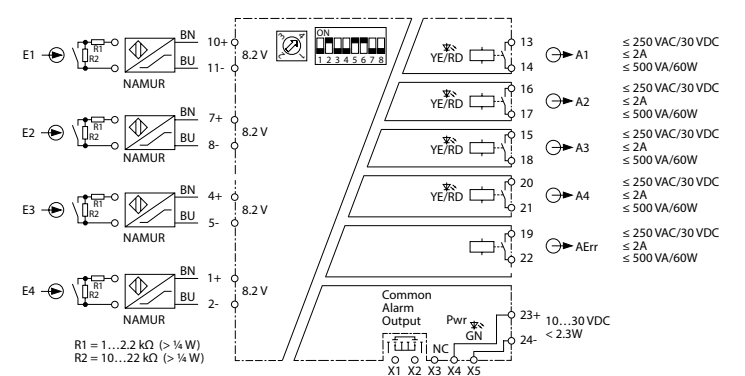 ON
1 2 3 4 5 6 7 8
E1
R1
R2
NAMUR
BN
BU
10+
11-
8.2 V
E2
R1
R2
NAMUR
BN
BU
7+
8-
8.2 V
E3
R1
R2
NAMUR
BN
BU
4+
5-
8.2 V
E4
R1
R2
NAMUR
BN
BU
1+
2-
8.2 V
R1 = 1…2.2 kΩ (> ¼ W)
R2 = 10…22 kΩ (> ¼ W)
YE/RD
13
14
A1
≤ 250 VAC/30 VDC
≤ 2A
≤ 500 VA/60W
YE/RD
16
17
A2
≤ 250 VAC/30 VDC
≤ 2A
≤ 500 VA/60W
YE/RD
15
18
A3
≤ 250 VAC/30 VDC
≤ 2A
≤ 500 VA/60W
YE/RD
20
21
A4
≤ 250 VAC/30 VDC
≤ 2A
≤ 500 VA/60W
19
22
AErr
≤ 250 VAC/30 VDC
≤ 2A
≤ 500 VA/60W
Common
Alarm
Output
Pwr
GN
NC
X1 X2 X3 X4 X5
23+
24-
10…30 VDC
< 2.3W